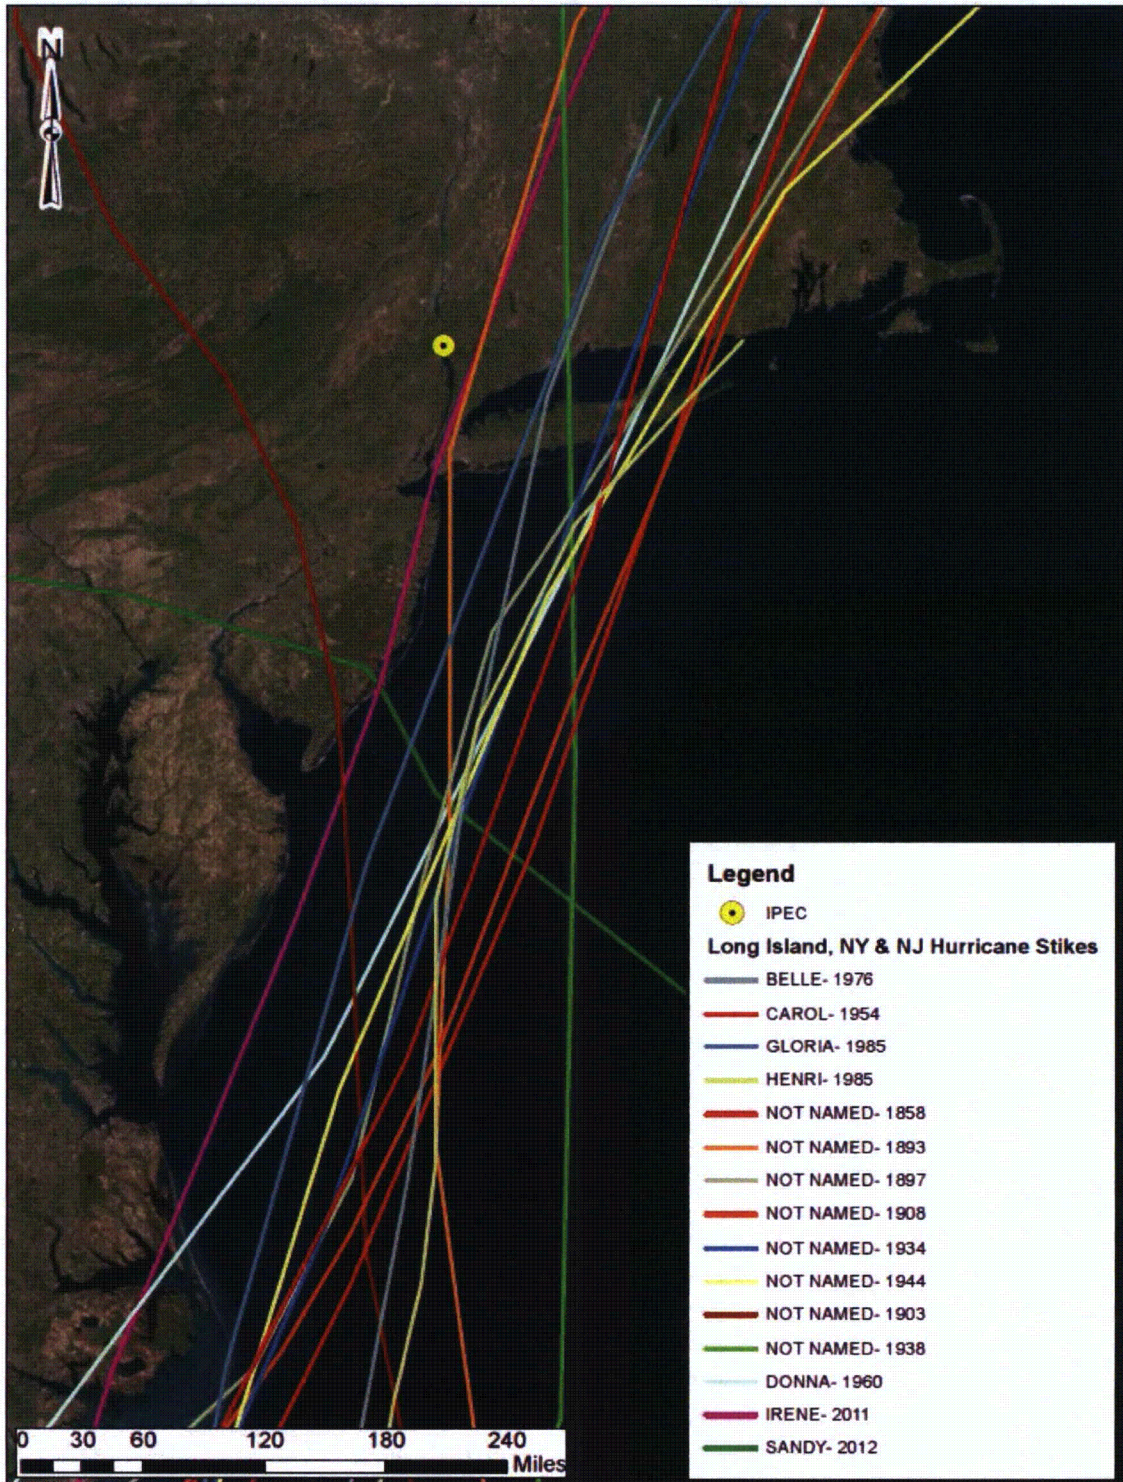 N
Legend
IPEC
Long Island, NY & NJ Hurricane Stikes
BELLE- 1976
CAROL- 1954
GLORIA- 1985
HENRI- 1985
NOT NAMED- 1858
NOT NAMED- 1893
NOT NAMED- 1897
NOT NAMED- 1908
NOT NAMED- 1934
NOT NAMED- 1944
NOT NAMED- 1903
NOT NAMED- 1938
DONNA- 1960
IRENE- 2011
SANDY- 2012
0 30 60 120 180 240
Miles